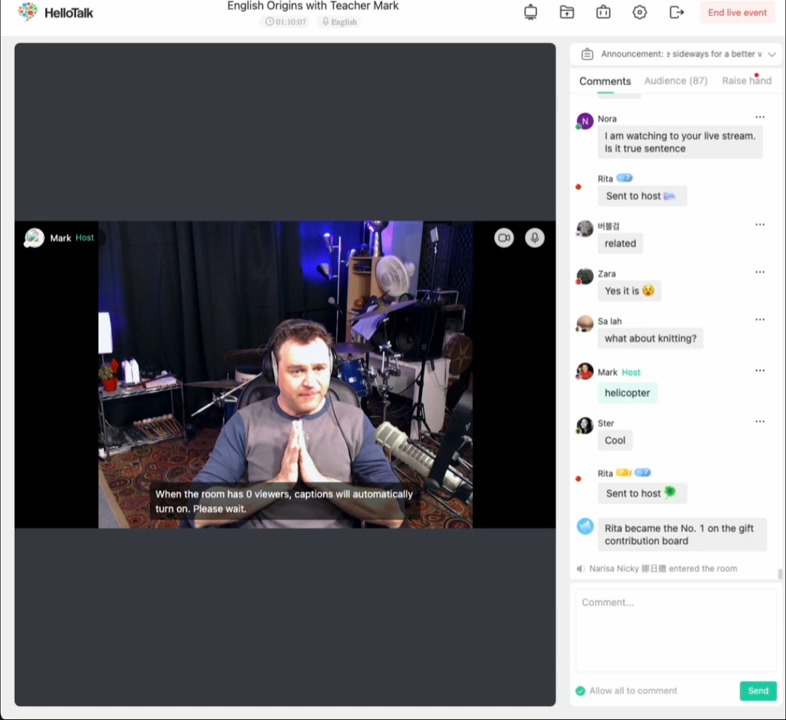 HelloTalk
English Origins with Teacher Mark
01:10:07
English
End live event
Announcement:
sideways for a better
Comments
Audience (87)
Raise hand
Mark Host
N
Nora
I am watching to your live stream.
Is it true sentence
Rita
Sent to host
버블검
related
Zara
Yes it is 😵
Sa lah
what about knitting?
Mark Host
helicopter
Ster
Cool
Rita
Sent to host
Rita became the No. 1 on the gift
contribution board
Narisa Nicky
entered the room
When the room has 0 viewers, captions will automatically
turn on. Please wait.
Comment...
Allow all to comment
Send